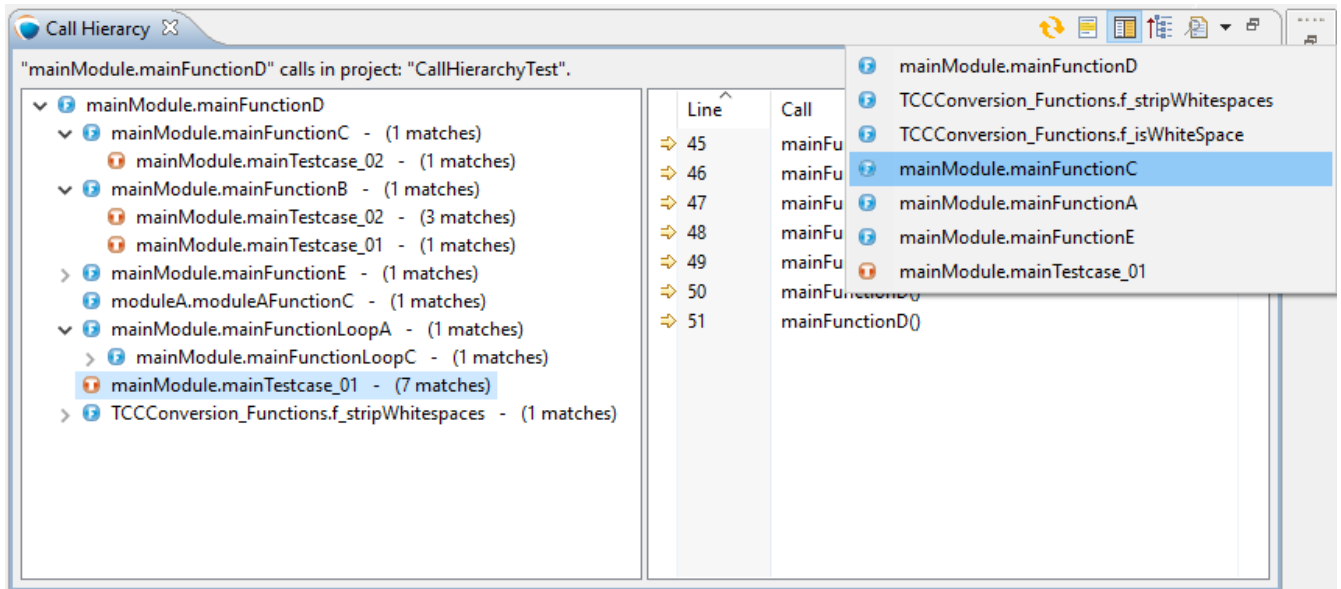 Call Hierarcy
"mainModule.mainFunctionD" calls in project: "CallHierarchyTest".
mainModule.mainFunctionD
mainModule.mainFunctionC - (1 matches)
mainModule.mainTestcase_02 - (1 matches)
mainModule.mainFunctionB - (1 matches)
mainModule.mainTestcase_02 - (3 matches)
mainModule.mainTestcase_01 - (1 matches)
mainModule.mainFunctionE - (1 matches)
moduleA.moduleAFunctionC - (1 matches)
mainModule.mainFunctionLoopA - (1 matches)
mainModule.mainFunctionLoopC - (1 matches)
mainModule.mainTestcase_01 - (7 matches)
TCCConversion_Functions.f_stripWhitespaces - (1 matches)
Line Call
45 mainFu
46 mainFu
47 mainFu
48 mainFu
49 mainFu
50 mainFunctionD()
51 mainFunctionD()
mainModule.mainFunctionD
TCCConversion_Functions.f_stripWhitespaces
TCCConversion_Functions.f_isWhiteSpace
mainModule.mainFunctionC
mainModule.mainFunctionA
mainModule.mainFunctionE
mainModule.mainTestcase_01